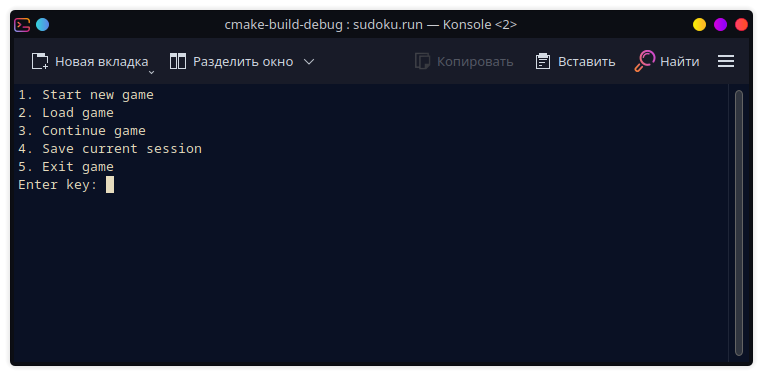 cmake-build-debug : sudoku.run — Konsole <2>
Новая вкладка Разделить окно Копировать Вставить Найти
1. Start new game
2. Load game
3. Continue game
4. Save current session
5. Exit game
Enter key: